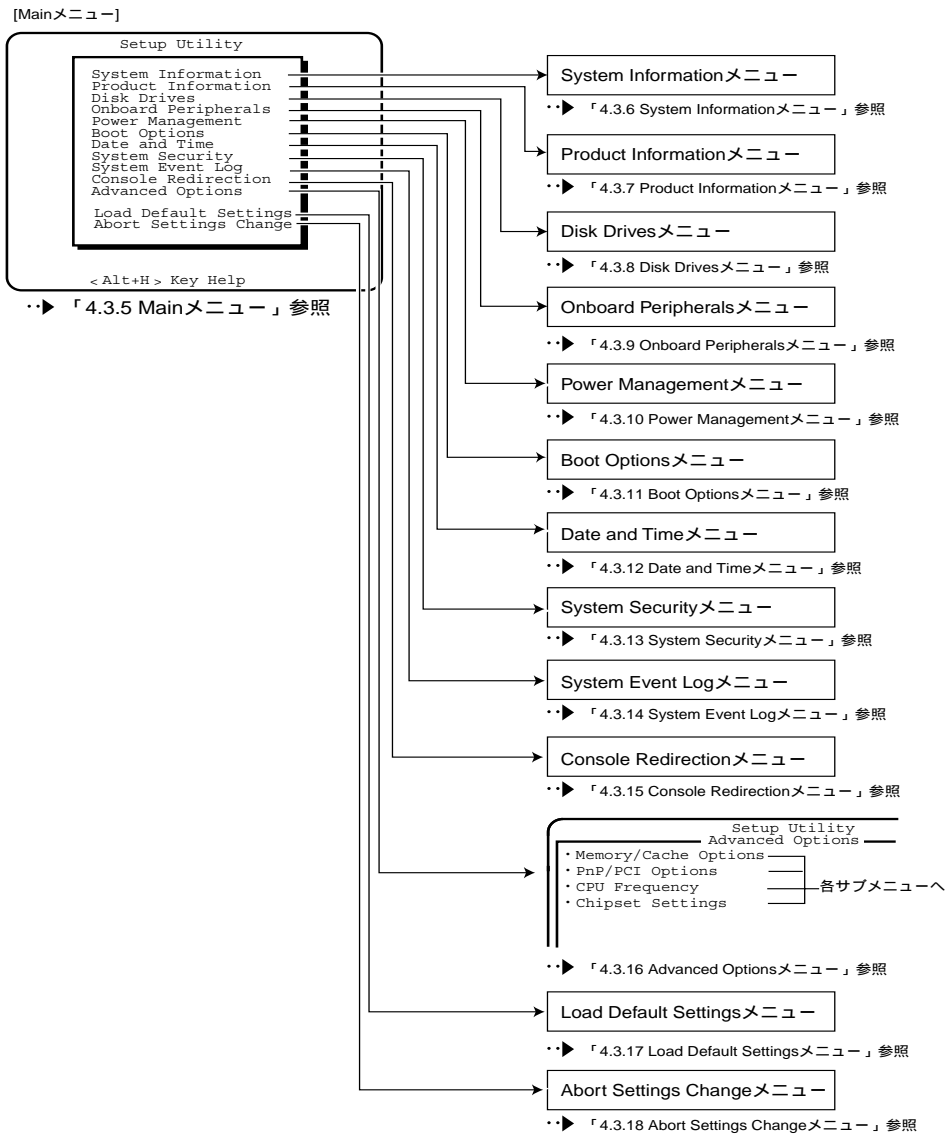 [Mainメニュー]
Setup Utility
System Information
Product Information
Disk Drives
Onboard Peripherals
Power Management
Boot Options
Date and Time
System Security
System Event Log
Console Redirection
Advanced Options
Load Default Settings
Abort Settings Change
<Alt+H> Key Help
「4.3.5 Mainメニュー」参照
System Informationメニュー
「4.3.6 System Informationメニュー」参照
Product Informationメニュー
「4.3.7 Product Informationメニュー」参照
Disk Drivesメニュー
「4.3.8 Disk Drivesメニュー」参照
Onboard Peripheralsメニュー
「4.3.9 Onboard Peripheralsメニュー」参照
Power Managementメニュー
「4.3.10 Power Managementメニュー」参照
Boot Optionsメニュー
「4.3.11 Boot Optionsメニュー」参照
Date and Timeメニュー
「4.3.12 Date and Timeメニュー」参照
System Securityメニュー
「4.3.13 System Securityメニュー」参照
System Event Logメニュー
「4.3.14 System Event Logメニュー」参照
Console Redirectionメニュー
「4.3.15 Console Redirectionメニュー」参照
Setup Utility
Advanced Options
・Memory/Cache Options
・PnP/PCI Options
・CPU Frequency
・Chipset Settings
各サブメニューへ
「4.3.16 Advanced Optionsメニュー」参照
Load Default Settingsメニュー
「4.3.17 Load Default Settingsメニュー」参照
Abort Settings Changeメニュー
「4.3.18 Abort Settings Changeメニュー」参照